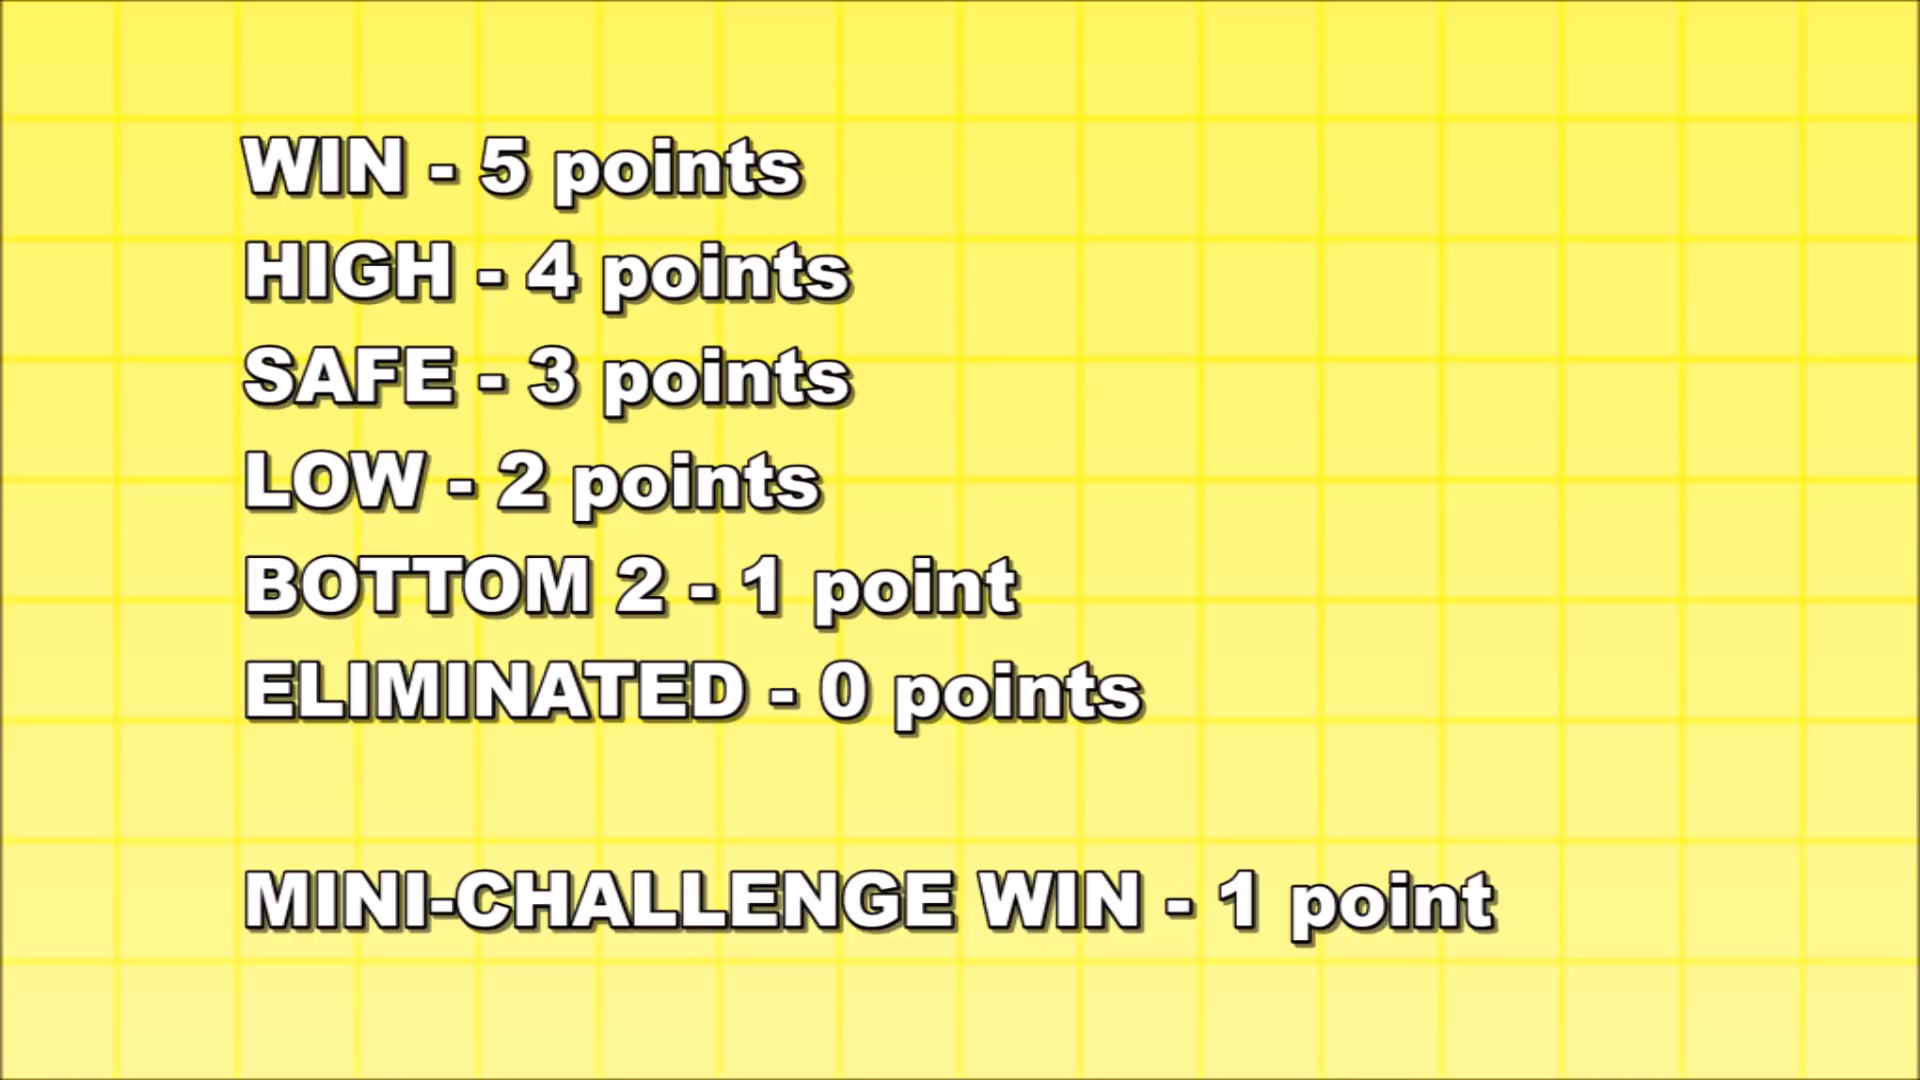 WIN - 5 points
HIGH - 4 points
SAFE - 3 points
LOW - 2 points
BOTTOM 2 - 1 point
ELIMINATED - 0 points
MINI-CHALLENGE WIN - 1 point